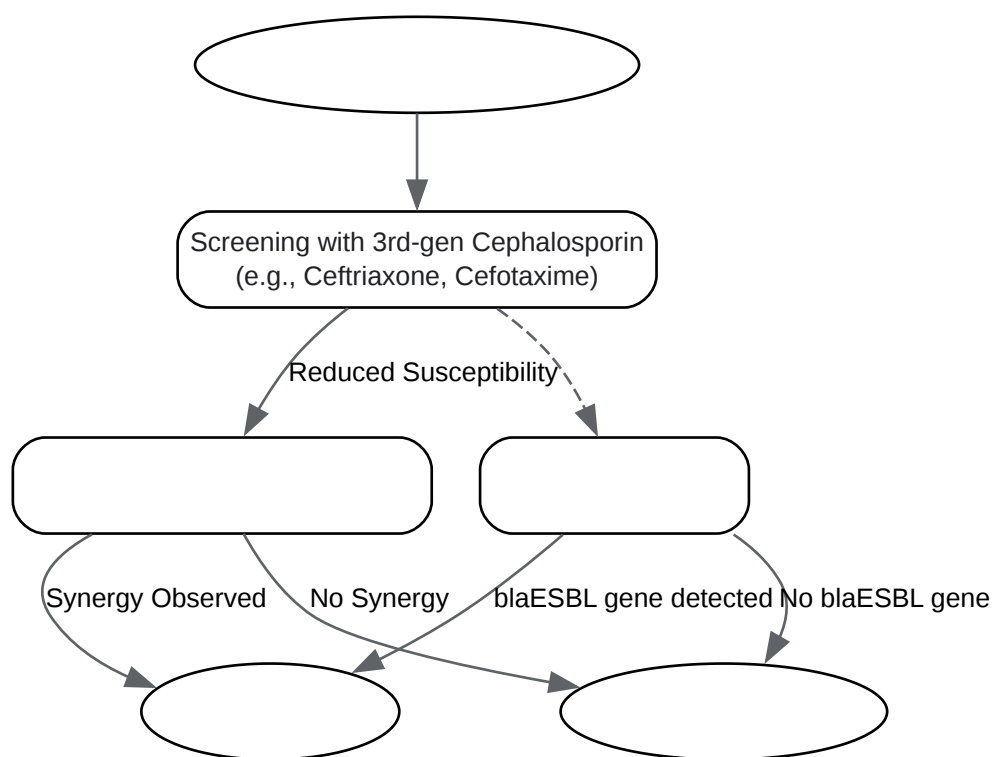 Screening with 3rd-gen Cephalosporin
(e.g., Ceftriaxone, Cefotaxime)
Reduced Susceptibility
Synergy Observed
No Synergy
blaESBL gene detected
No blaESBL gene